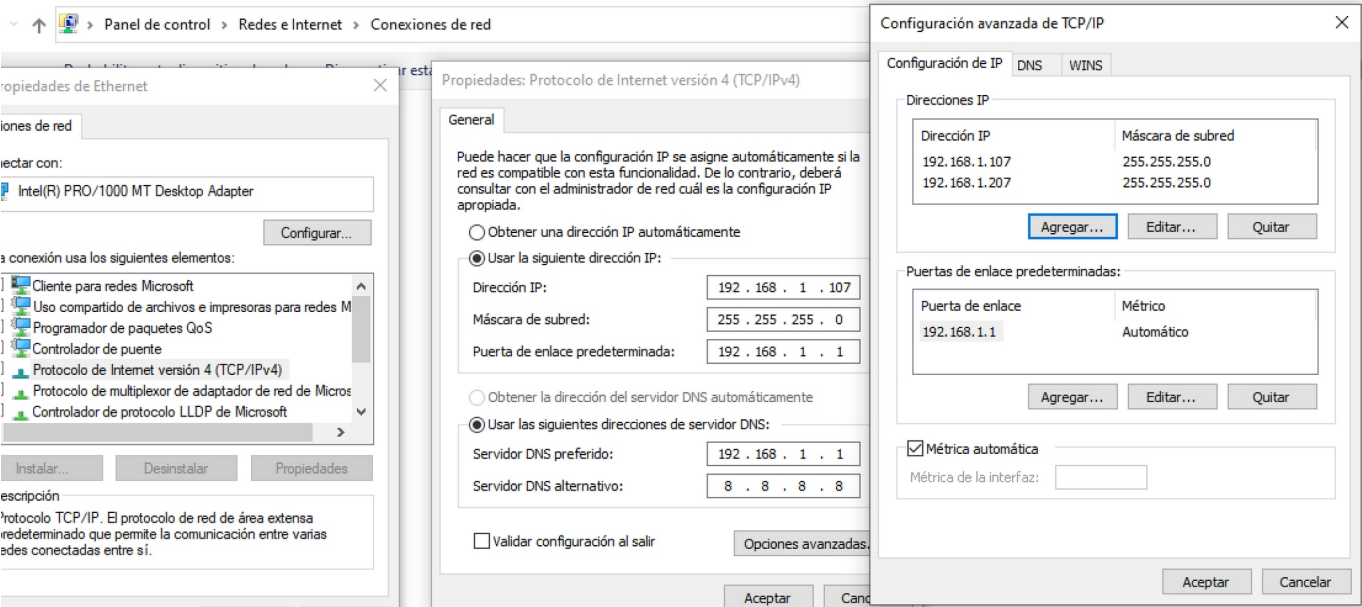 Panel de control > Redes e Internet > Conexiones de red
ropiedades de Ethernet
iones de red
nectar con:
Intel(R) PRO/1000 MT Desktop Adapter
Configurar...
a conexión usa los siguientes elementos:
Cliente para redes Microsoft
Uso compartido de archivos e impresoras para redes M
Programador de paquetes QoS
Controlador de puente
Protocolo de Internet versión 4 (TCP/IPv4)
Protocolo de multiplexor de adaptador de red de Micros
Controlador de protocolo LLDP de Microsoft
Instalar...
Desinstalar
Propiedades
escripción
Protocolo TCP/IP. El protocolo de red de área extensa
predeterminado que permite la comunicación entre varias
edes conectadas entre sí.
Propiedades: Protocolo de Internet versión 4 (TCP/IPv4)
General
Puede hacer que la configuración IP se asigne automáticamente si la
red es compatible con esta funcionalidad. De lo contrario, deberá
consultar con el administrador de red cuál es la configuración IP
apropiada.
Obtener una dirección IP automáticamente
Usar la siguiente dirección IP:
Dirección IP: 192 . 168 . 1 . 107
Máscara de subred: 255 . 255 . 255 . 0
Puerta de enlace predeterminada: 192 . 168 . 1 . 1
Obtener la dirección del servidor DNS automáticamente
Usar las siguientes direcciones de servidor DNS:
Servidor DNS preferido: 192 . 168 . 1 . 1
Servidor DNS alternativo: 8 . 8 . 8 . 8
Validar configuración al salir
Opciones avanzadas.
Aceptar
Canc
Configuración avanzada de TCP/IP
Configuración de IP DNS WINS
Direcciones IP
Dirección IP Máscara de subred
192.168.1.107 255.255.255.0
192.168.1.207 255.255.255.0
Agregar... Editar... Quitar
Puertas de enlace predeterminadas:
Puerta de enlace Métrico
192.168.1.1 Automático
Agregar... Editar... Quitar
Métrica automática
Métrica de la interfaz:
Aceptar Cancelar